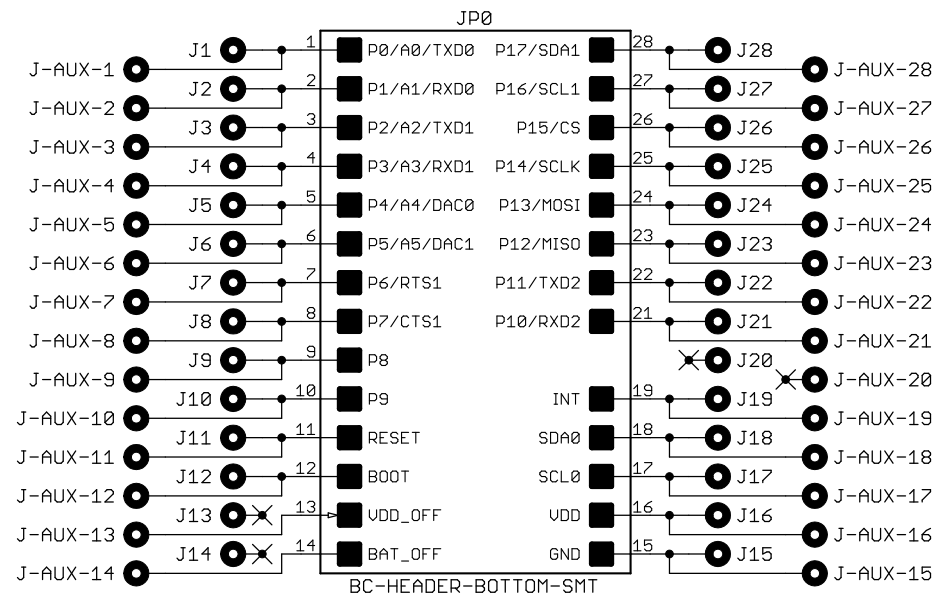 JP0
J1 1 P0/A0/TXD0 P17/SDA1 28 J28
J-AUX-1 J-AUX-28
J2 2 P1/A1/RXD0 P16/SCL1 27 J27
J-AUX-2 J-AUX-27
J3 3 P2/A2/TXD1 P15/CS 26 J26
J-AUX-3 J-AUX-26
J4 4 P3/A3/RXD1 P14/SCLK 25 J25
J-AUX-4 J-AUX-25
J5 5 P4/A4/DAC0 P13/MOSI 24 J24
J-AUX-5 J-AUX-24
J6 6 P5/A5/DAC1 P12/MISO 23 J23
J-AUX-6 J-AUX-23
J7 7 P6/RTS1 P11/TXD2 22 J22
J-AUX-7 J-AUX-22
J8 8 P7/CTS1 P10/RXD2 21 J21
J-AUX-8 J-AUX-21
J9 9 P8 J20
J-AUX-9 J-AUX-20
J10 10 P9 INT 19 J19
J-AUX-10 J-AUX-19
J11 11 RESET SDA0 18 J18
J-AUX-11 J-AUX-18
J12 12 BOOT SCL0 17 J17
J-AUX-12 J-AUX-17
J13 13 VDD_OFF VDD 16 J16
J-AUX-13 J-AUX-16
J14 14 BAT_OFF GND 15 J15
J-AUX-14 J-AUX-15
BC-HEADER-BOTTOM-SMT